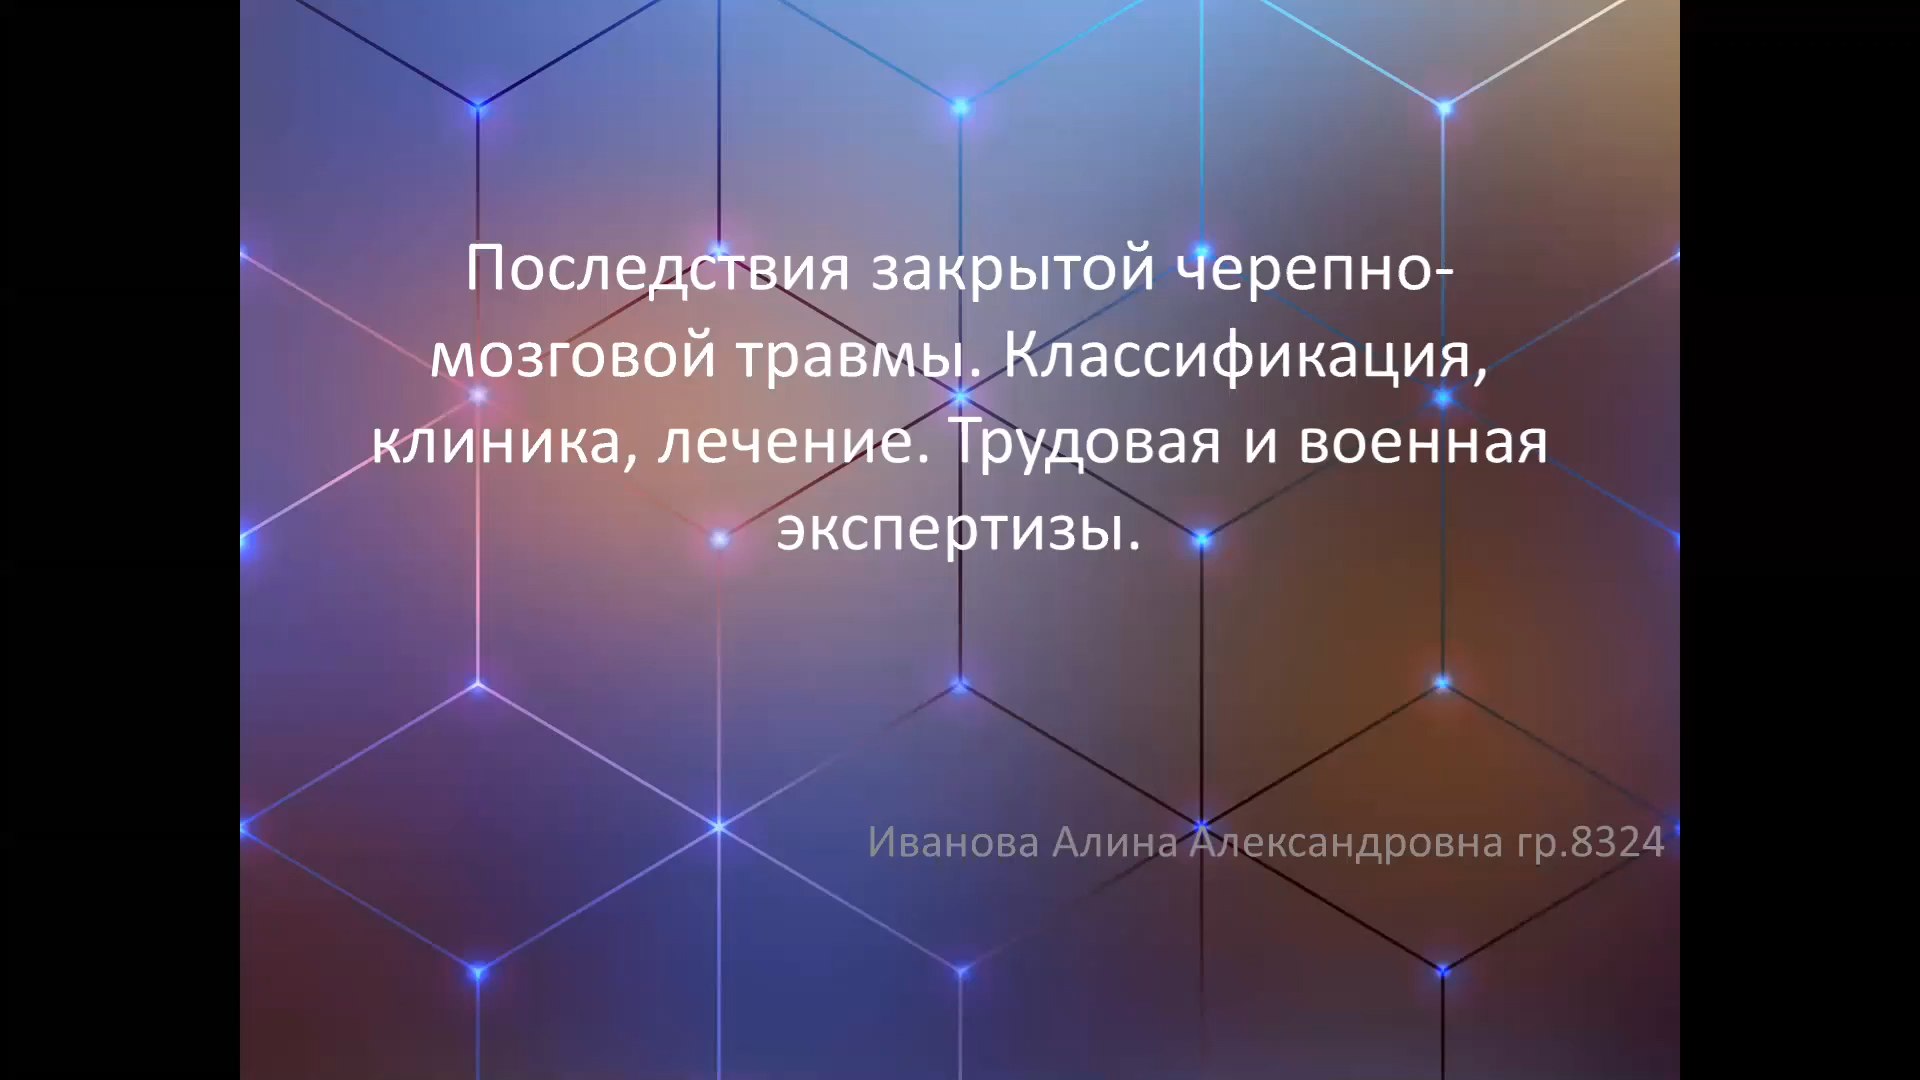 Последствия закрытой черепно-
мозговой травмы. Классификация,
клиника, лечение. Трудовая и военная
экспертизы.
Иванова Алина Александровна гр.8324